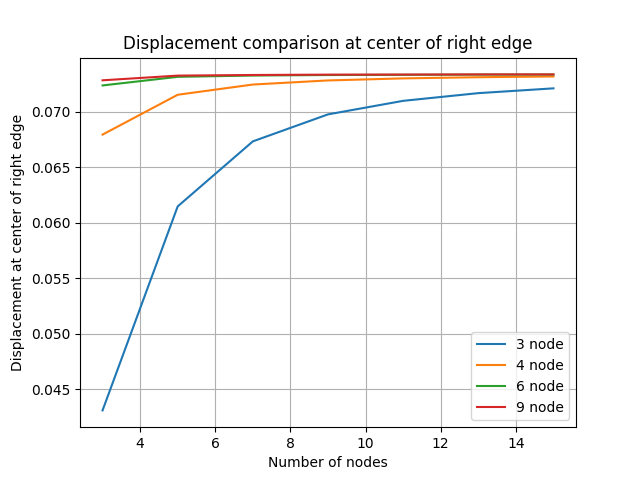 Displacement comparison at center of right edge
Displacement at center of right edge
0.070
0.065
0.060
0.055
0.050
0.045
3 node
4 node
6 node
9 node
4 6 8 10 12 14
Number of nodes